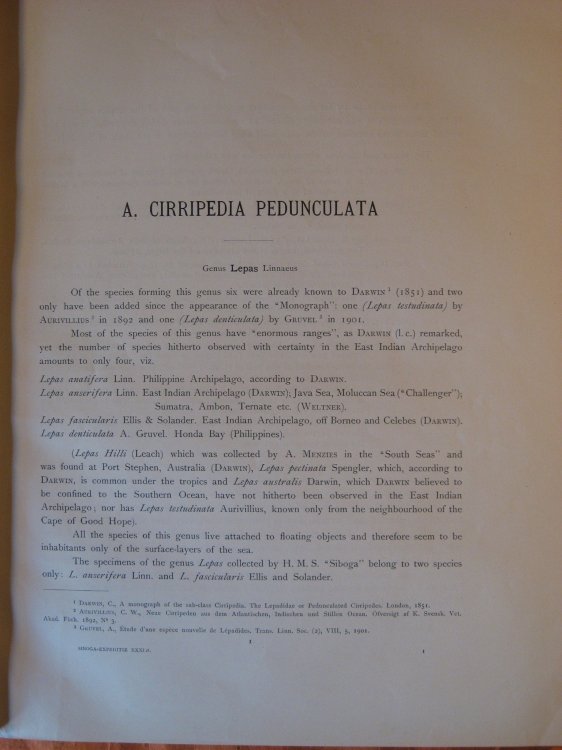 A. CIRRIPEDIA PEDUNCULATA
Genus Lepas Linnaeus
Of the species forming this genus six were already known to DARWIN ¹ (1851) and two
only have been added since the appearance of the "Monograph": one (Lepas testudinata) by
AURIVILLIUS ² in 1892 and one (Lepas denticulata) by GRUVEL ³ in 1901.
Most of the species of this genus have "enormous ranges", as DARWIN (l. c.) remarked,
yet the number of species hitherto observed with certainty in the East Indian Archipelago
amounts to only four, viz.
Lepas anatifera Linn. Philippine Archipelago, according to DARWIN.
Lepas anserifera Linn. East Indian Archipelago (DARWIN); Java Sea, Moluccan Sea ("Challenger");
Sumatra, Ambon, Ternate etc. (WELTNER).
Lepas fascicularis Ellis & Solander. East Indian Archipelago, off Borneo and Celebes (DARWIN).
Lepas denticulata A. Gruvel. Honda Bay (Philippines).
(Lepas Hilli (Leach) which was collected by A. MENZIES in the "South Seas" and
was found at Port Stephen, Australia (DARWIN), Lepas pectinata Spengler, which, according to
DARWIN, is common under the tropics and Lepas australis Darwin, which DARWIN believed to
be confined to the Southern Ocean, have not hitherto been observed in the East Indian
Archipelago; nor has Lepas testudinata Aurivillius, known only from the neighbourhood of the
Cape of Good Hope).
All the species of this genus live attached to floating objects and therefore seem to be
inhabitants only of the surface-layers of the sea.
The specimens of the genus Lepas collected by H. M. S. "Siboga" belong to two species
only: L. anserifera Linn. and L. fascicularis Ellis and Solander.
¹ DARWIN, C., A monograph of the sub-class Cirripedia. The Lepadidae or Pedunculated Cirripedes. London, 1851.
² AURIVILLIUS, C. W., Neue Cirripeden aus dem Atlantischen, Indischen und Stillen Ocean. Öfversigt af K. Svensk. Vet.
Akad. Förh. 1892, Nº 3.
³ GRUVEL, A., Étude d'une espèce nouvelle de Lépadides. Trans. Linn. Soc. (2), VIII, 5, 1901.
1
SIBOGA-EXPEDITIE XXXI a. 1